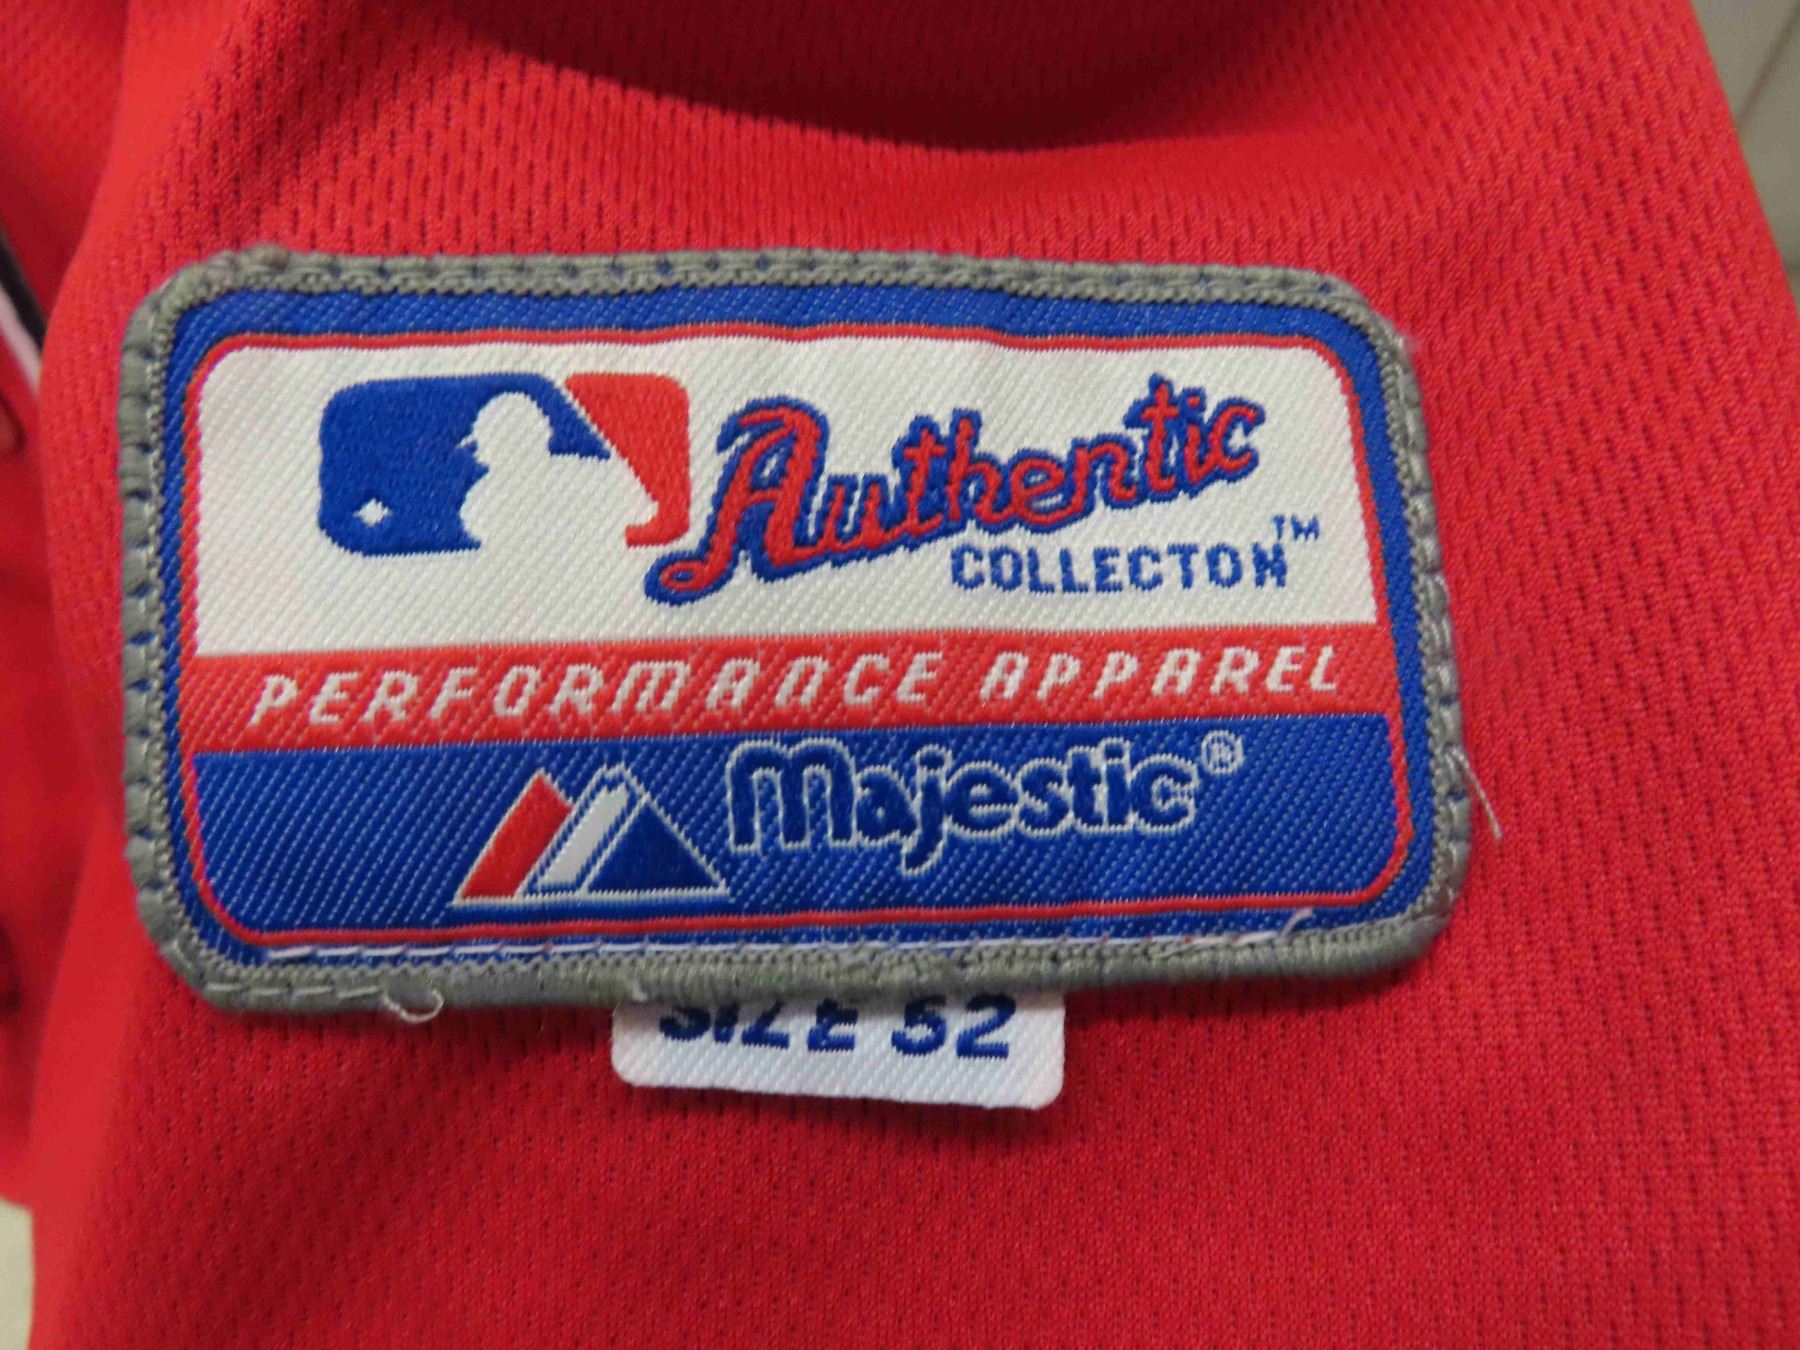 Authentic
COLLECTON™
PERFORMANCE APPAREL
Majestic®
SIZE 52